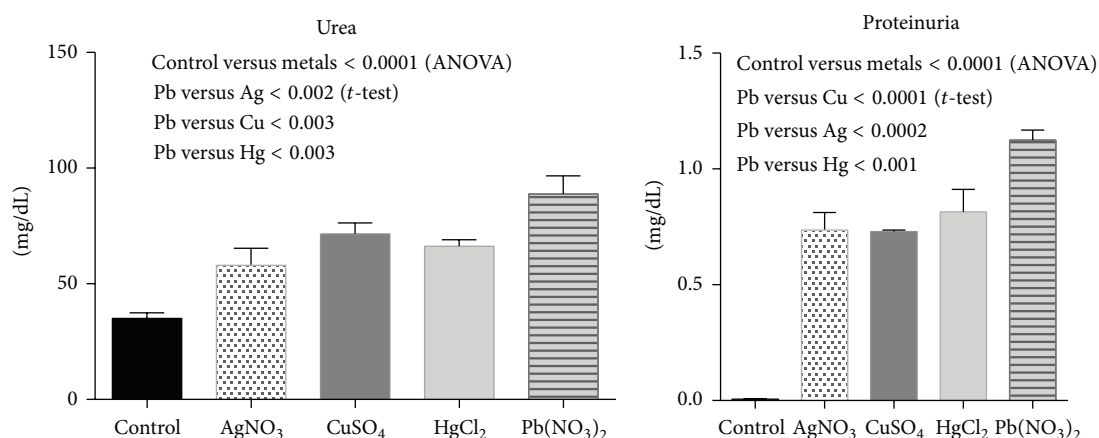 Urea
150
100
50
0
(mg/dL)
Control versus metals < 0.0001 (ANOVA)
Pb versus Ag < 0.002 (t-test)
Pb versus Cu < 0.003
Pb versus Hg < 0.003
Control AgNO₃ CuSO₄ HgCl₂ Pb(NO₃)₂
Proteinuria
1.5
1.0
0.5
0.0
(mg/dL)
Control versus metals < 0.0001 (ANOVA)
Pb versus Cu < 0.0001 (t-test)
Pb versus Ag < 0.0002
Pb versus Hg < 0.001
Control AgNO₃ CuSO₄ HgCl₂ Pb(NO₃)₂